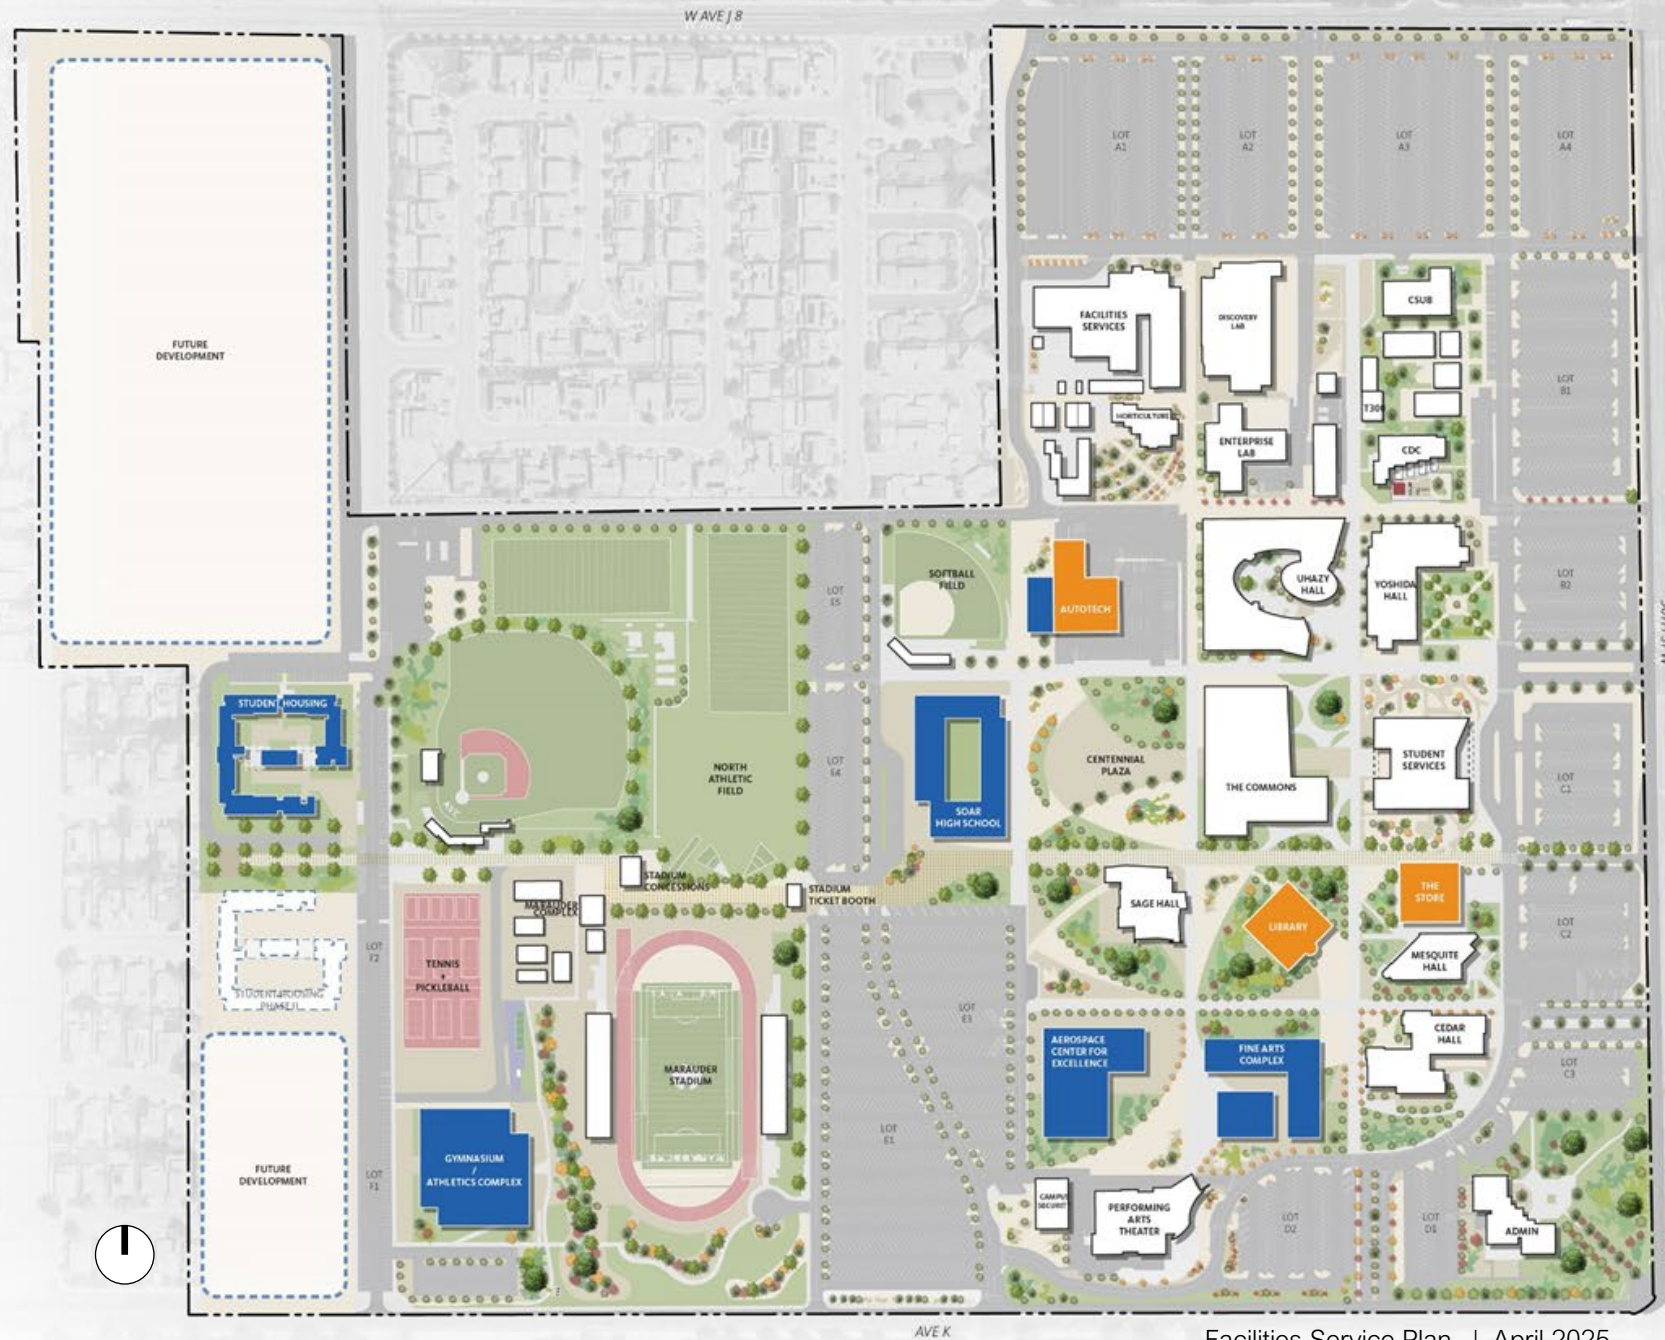 W AVE J 8
LOT
A1
LOT
A2
LOT
A3
LOT
A4
FUTURE
DEVELOPMENT
FACILITIES
SERVICES
DISCOVERY
LAB
CSUB
LOT
B1
T300
HORTICULTURE
ENTERPRISE
LAB
CDC
SOFTBALL
FIELD
LOT
E5
AUTOTECH
UHAZY
HALL
YOSHIDA
HALL
LOT
B2
STUDENT HOUSING
NORTH
ATHLETIC
FIELD
LOT
E4
SOAR
HIGH SCHOOL
CENTENNIAL
PLAZA
THE COMMONS
STUDENT
SERVICES
LOT
C1
STADIUM
CONCESSIONS
STADIUM
TICKET BOOTH
MARAUDER
COMPLEX
SAGE HALL
LIBRARY
THE
STORE
LOT
C2
LOT
F2
TENNIS
+
PICKLEBALL
MESQUITE
HALL
STUDENT HOUSING
PHASE II
LOT
E3
CEDAR
HALL
AEROSPACE
CENTER FOR
EXCELLENCE
FINE ARTS
COMPLEX
LOT
C3
MARAUDER
STADIUM
LOT
E1
FUTURE
DEVELOPMENT
LOT
F1
GYMNASIUM
/
ATHLETICS COMPLEX
CAMPUS
SECURITY
PERFORMING
ARTS
THEATER
LOT
D2
LOT
D1
ADMIN
AVE K
Facilities Service Plan | April 2025